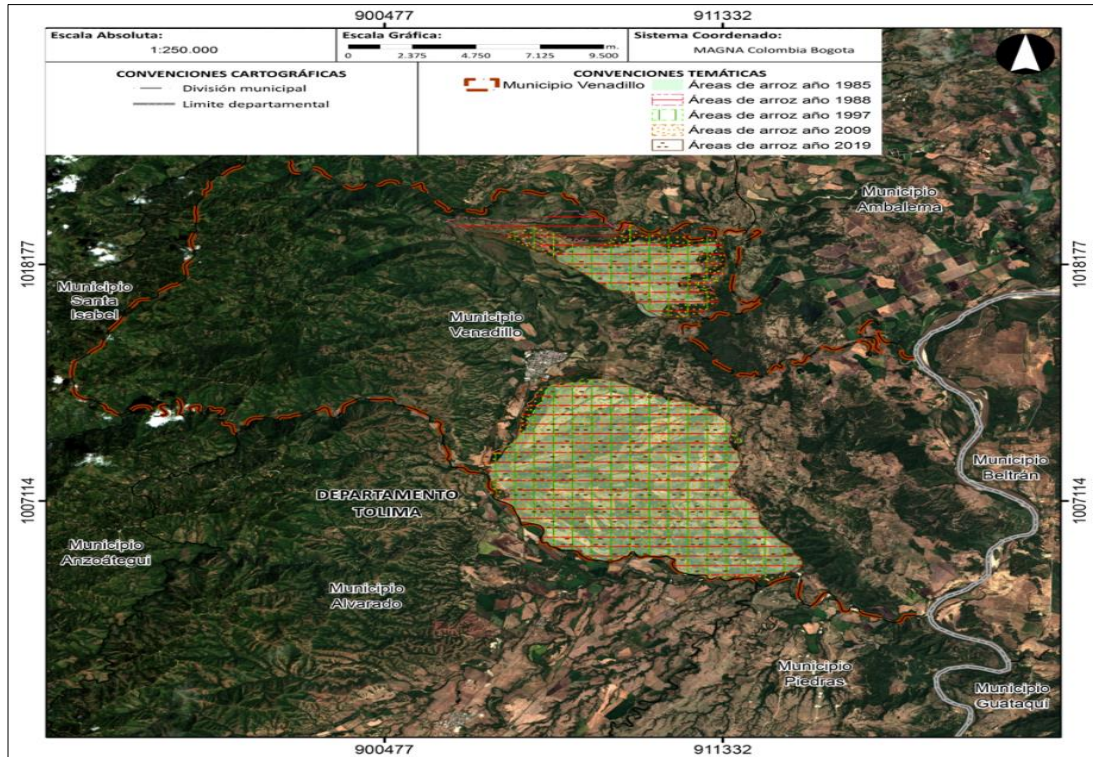 900477
911332
Escala Absoluta:
1:250.000
Escala Gráfica:
m.
0 2.375 4.750 7.125 9.500
Sistema Coordenado:
MAGNA Colombia Bogota
CONVENCIONES CARTOGRÁFICAS
División municipal
Limite departamental
CONVENCIONES TEMÁTICAS
Municipio Venadillo
Áreas de arroz año 1985
Áreas de arroz año 1988
Áreas de arroz año 1997
Áreas de arroz año 2009
Áreas de arroz año 2019
Municipio
Ambalema
1018177
1018177
Municipio
Santa
Isabel
Municipio
Venadillo
Municipio
Beltrán
DEPARTAMENTO
TOLIMA
1007114
1007114
Municipio
Anzoátegui
Municipio
Alvarado
Municipio
Piedras
Municipio
Guataquí
900477
911332